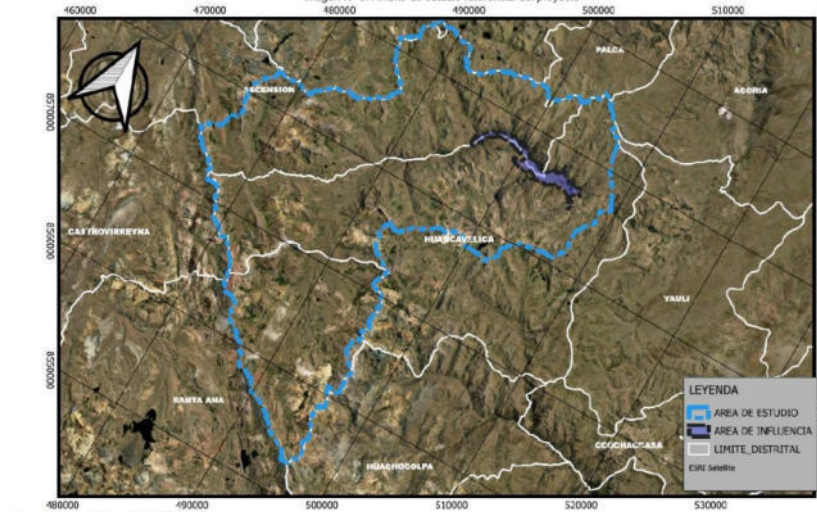 460000 470000 480000 490000 500000 510000
PALCA
ASCENSION
ACORIA
8570000
CASTROVIRREYNA
HUANCAVELICA
8560000
YAULI
8550000
SANTA ANA
CCOCHACCASA
HUACHOCOLPA
LEYENDA
AREA DE ESTUDIO
AREA DE INFLUENCIA
LIMITE_DISTRITAL
ESRI Satellite
480000 490000 500000 510000 520000 530000